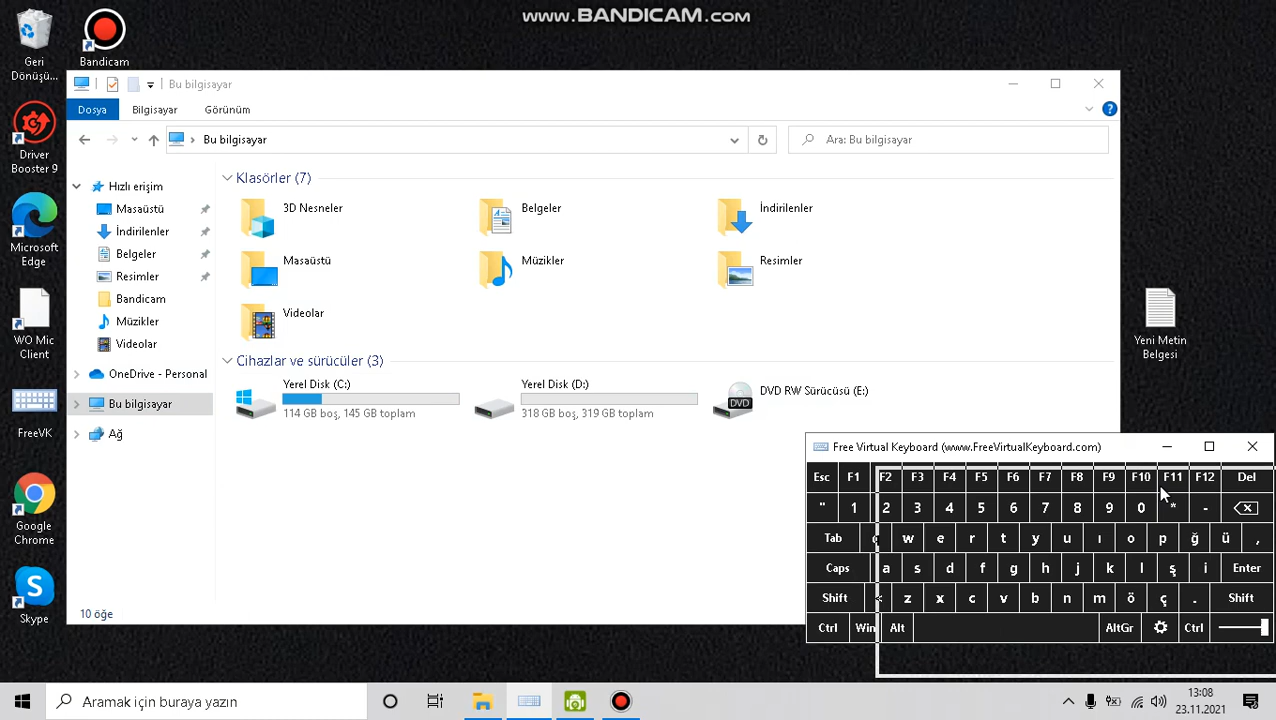 www.BANDICAM.com
Geri
Dönüşü...
Bandicam
Driver
Booster 9
Microsoft
Edge
WO Mic
Client
FreeVK
Google
Chrome
Skype
Bu bilgisayar
Dosya
Bilgisayar
Görünüm
Bu bilgisayar
Ara: Bu bilgisayar
Hızlı erişim
Masaüstü
İndirilenler
Belgeler
Resimler
Bandicam
Müzikler
Videolar
OneDrive - Personal
Bu bilgisayar
Ağ
Klasörler (7)
3D Nesneler
Belgeler
İndirilenler
Masaüstü
Müzikler
Resimler
Videolar
Cihazlar ve sürücüler (3)
Yerel Disk (C:)
114 GB boş, 145 GB toplam
Yerel Disk (D:)
318 GB boş, 319 GB toplam
DVD RW Sürücüsü (E:)
DVD
10 öğe
Yeni Metin
Belgesi
Free Virtual Keyboard (www.FreeVirtualKeyboard.com)
Esc F1 F2 F3 F4 F5 F6 F7 F8 F9 F10 F11 F12 Del
" 1 2 3 4 5 6 7 8 9 0 * -
Tab w e r t y u ı o p ğ ü ,
Caps a s d f g h j k l ş i Enter
Shift < z x c v b n m ö ç . Shift
Ctrl Win Alt AltGr Ctrl
Aramak için buraya yazın
13:08
23.11.2021